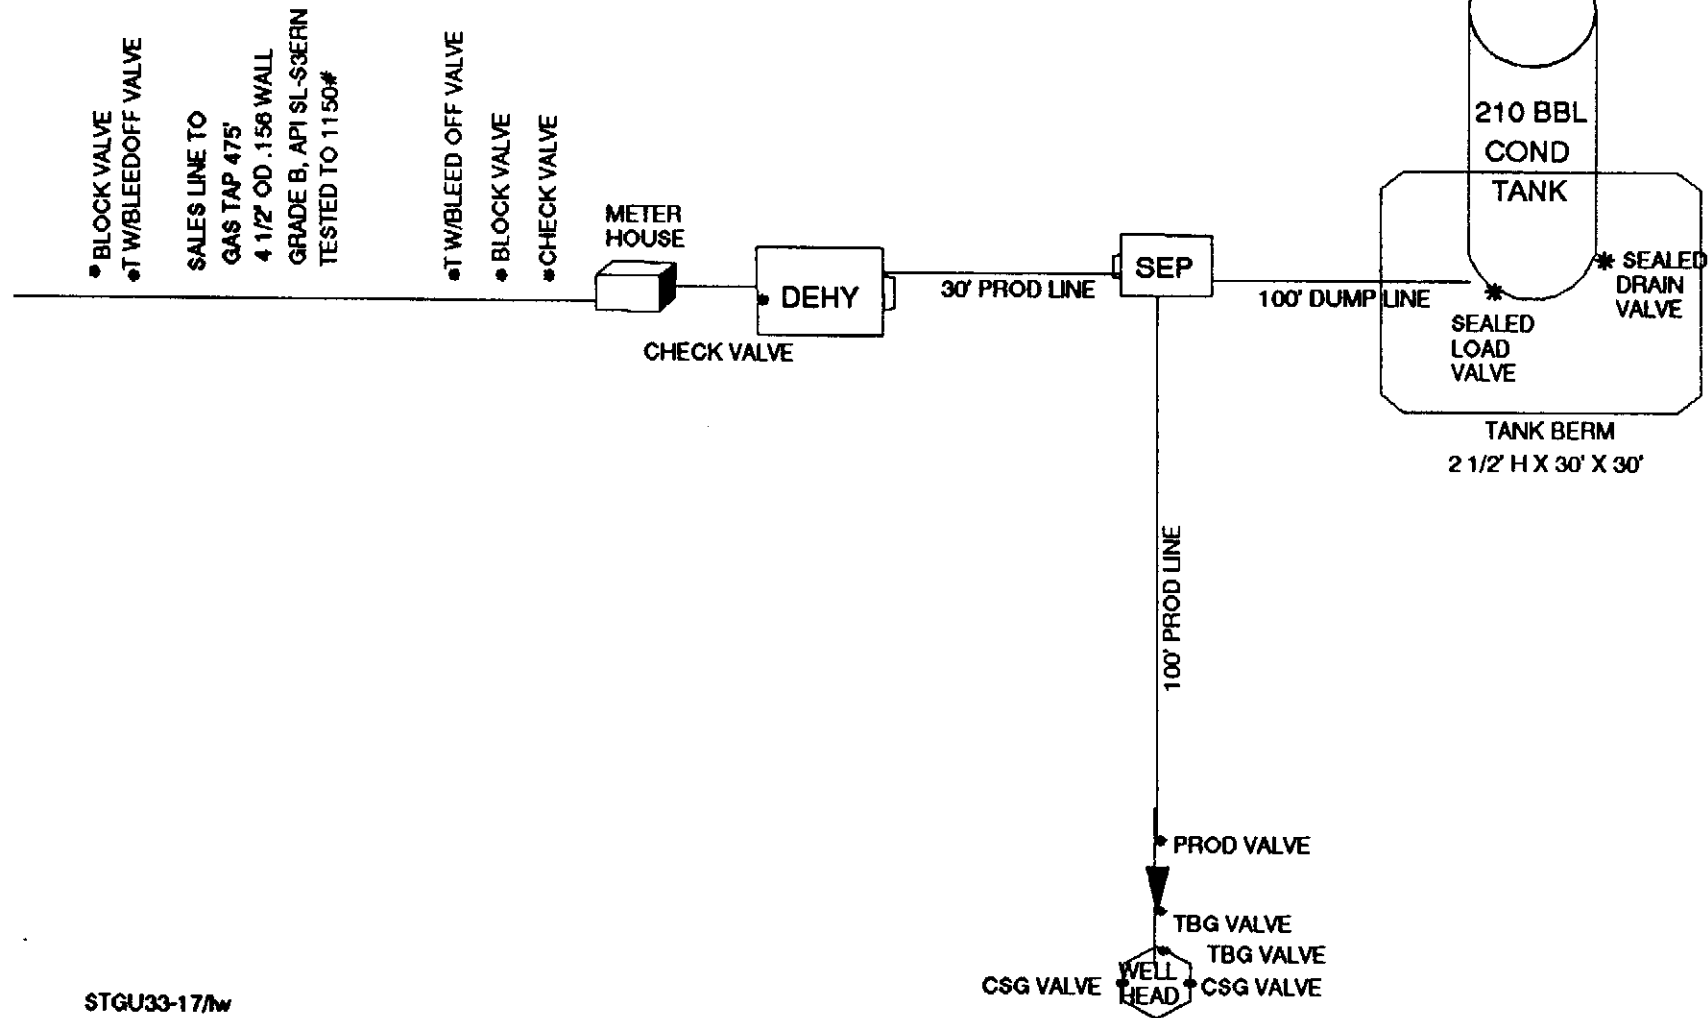 BLOCK VALVE
T W/BLEEDOFF VALVE
SALES LINE TO
GAS TAP 475'
4 1/2" OD .156 WALL
GRADE B, API SL-S3ERN
TESTED TO 1150#
T W/BLEED OFF VALVE
BLOCK VALVE
CHECK VALVE
METER
HOUSE
DEHY
CHECK VALVE
30' PROD LINE
SEP
100' DUMP LINE
210 BBL
COND
TANK
SEALED
DRAIN
VALVE
SEALED
LOAD
VALVE
TANK BERM
2 1/2' H X 30' X 30'
100' PROD LINE
PROD VALVE
TBG VALVE
TBG VALVE
CSG VALVE
WELL
HEAD
CSG VALVE
STGU33-17/lw